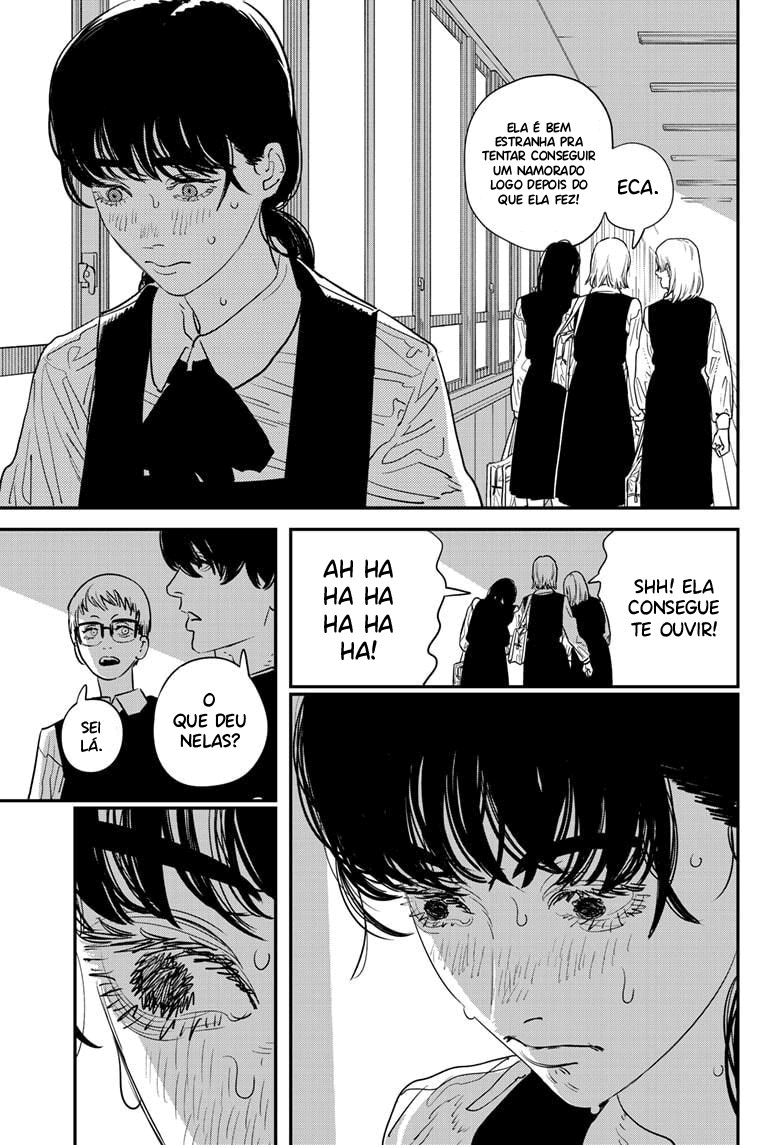 ELA É BEM
ESTRANHA PRA
TENTAR CONSEGUIR
UM NAMORADO
LOGO DEPOIS DO
QUE ELA FEZ!
ECA.
SHH! ELA
CONSEGUE
TE OUVIR!
AH HA
HA HA
HA HA
HA!
O
QUE DEU
NELAS?
SEI
LÁ.